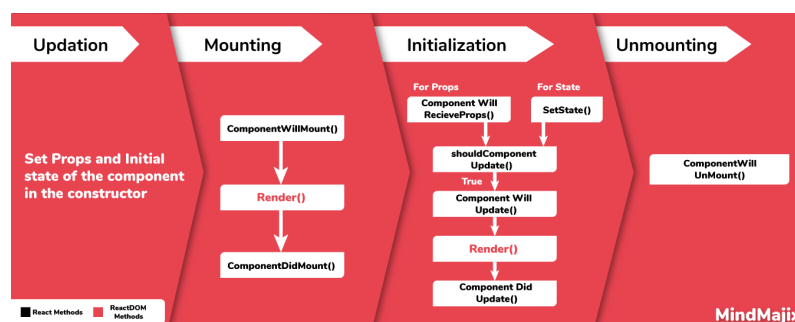 Updation
Mounting
Initialization
Unmounting
Set Props and Initial
state of the component
in the constructor
ComponentWillMount()
Render()
ComponentDidMount()
For Props
For State
Component Will
RecieveProps()
SetState()
shouldComponent
Update()
True
Component Will
Update()
Render()
Component Did
Update()
ComponentWill
UnMount()
React Methods
ReactDOM
Methods
MindMajix